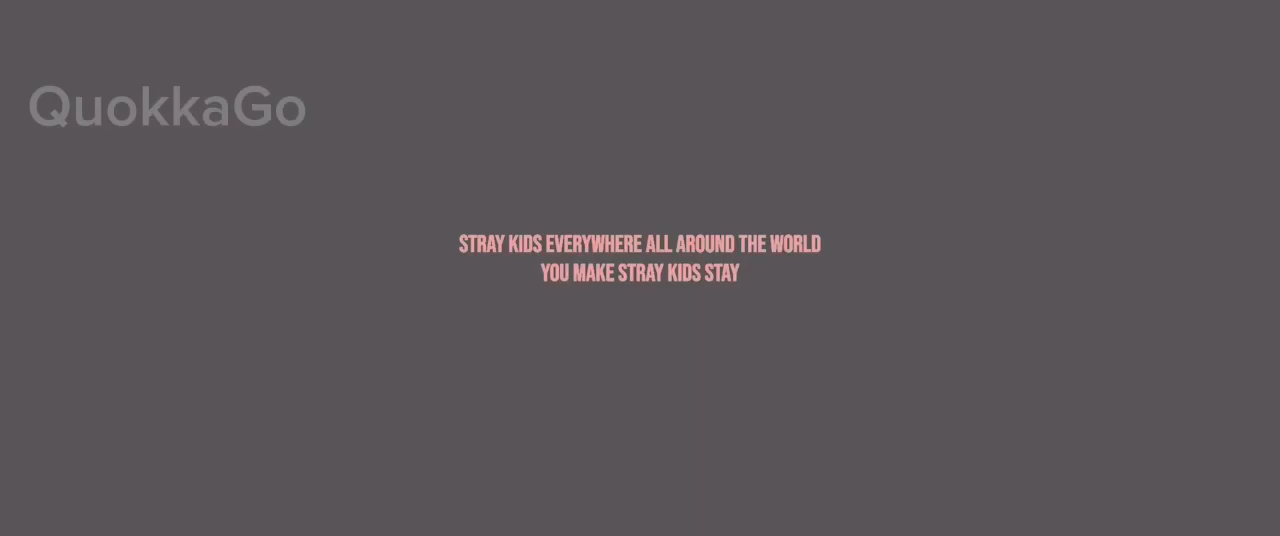 QuokkaGo
STRAY KIDS EVERYWHERE ALL AROUND THE WORLD
YOU MAKE STRAY KIDS STAY